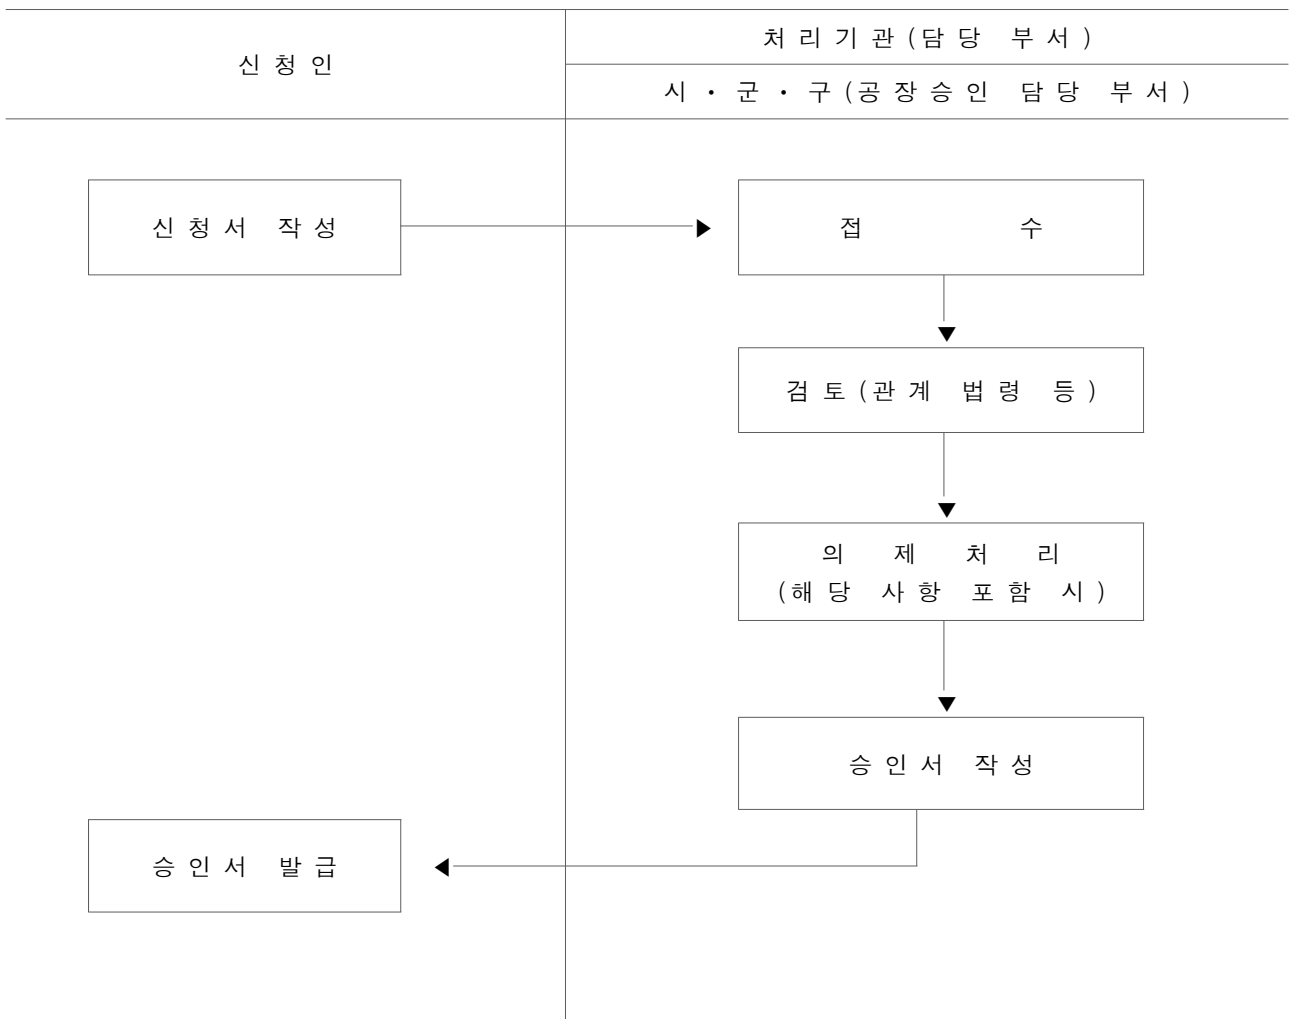 신청인
처리기관(담당 부서)
시・군・구(공장승인 담당 부서)
신청서 작성
접 수
검토(관계 법령 등)
의 제 처 리
(해당 사항 포함 시)
승인서 작성
승인서 발급